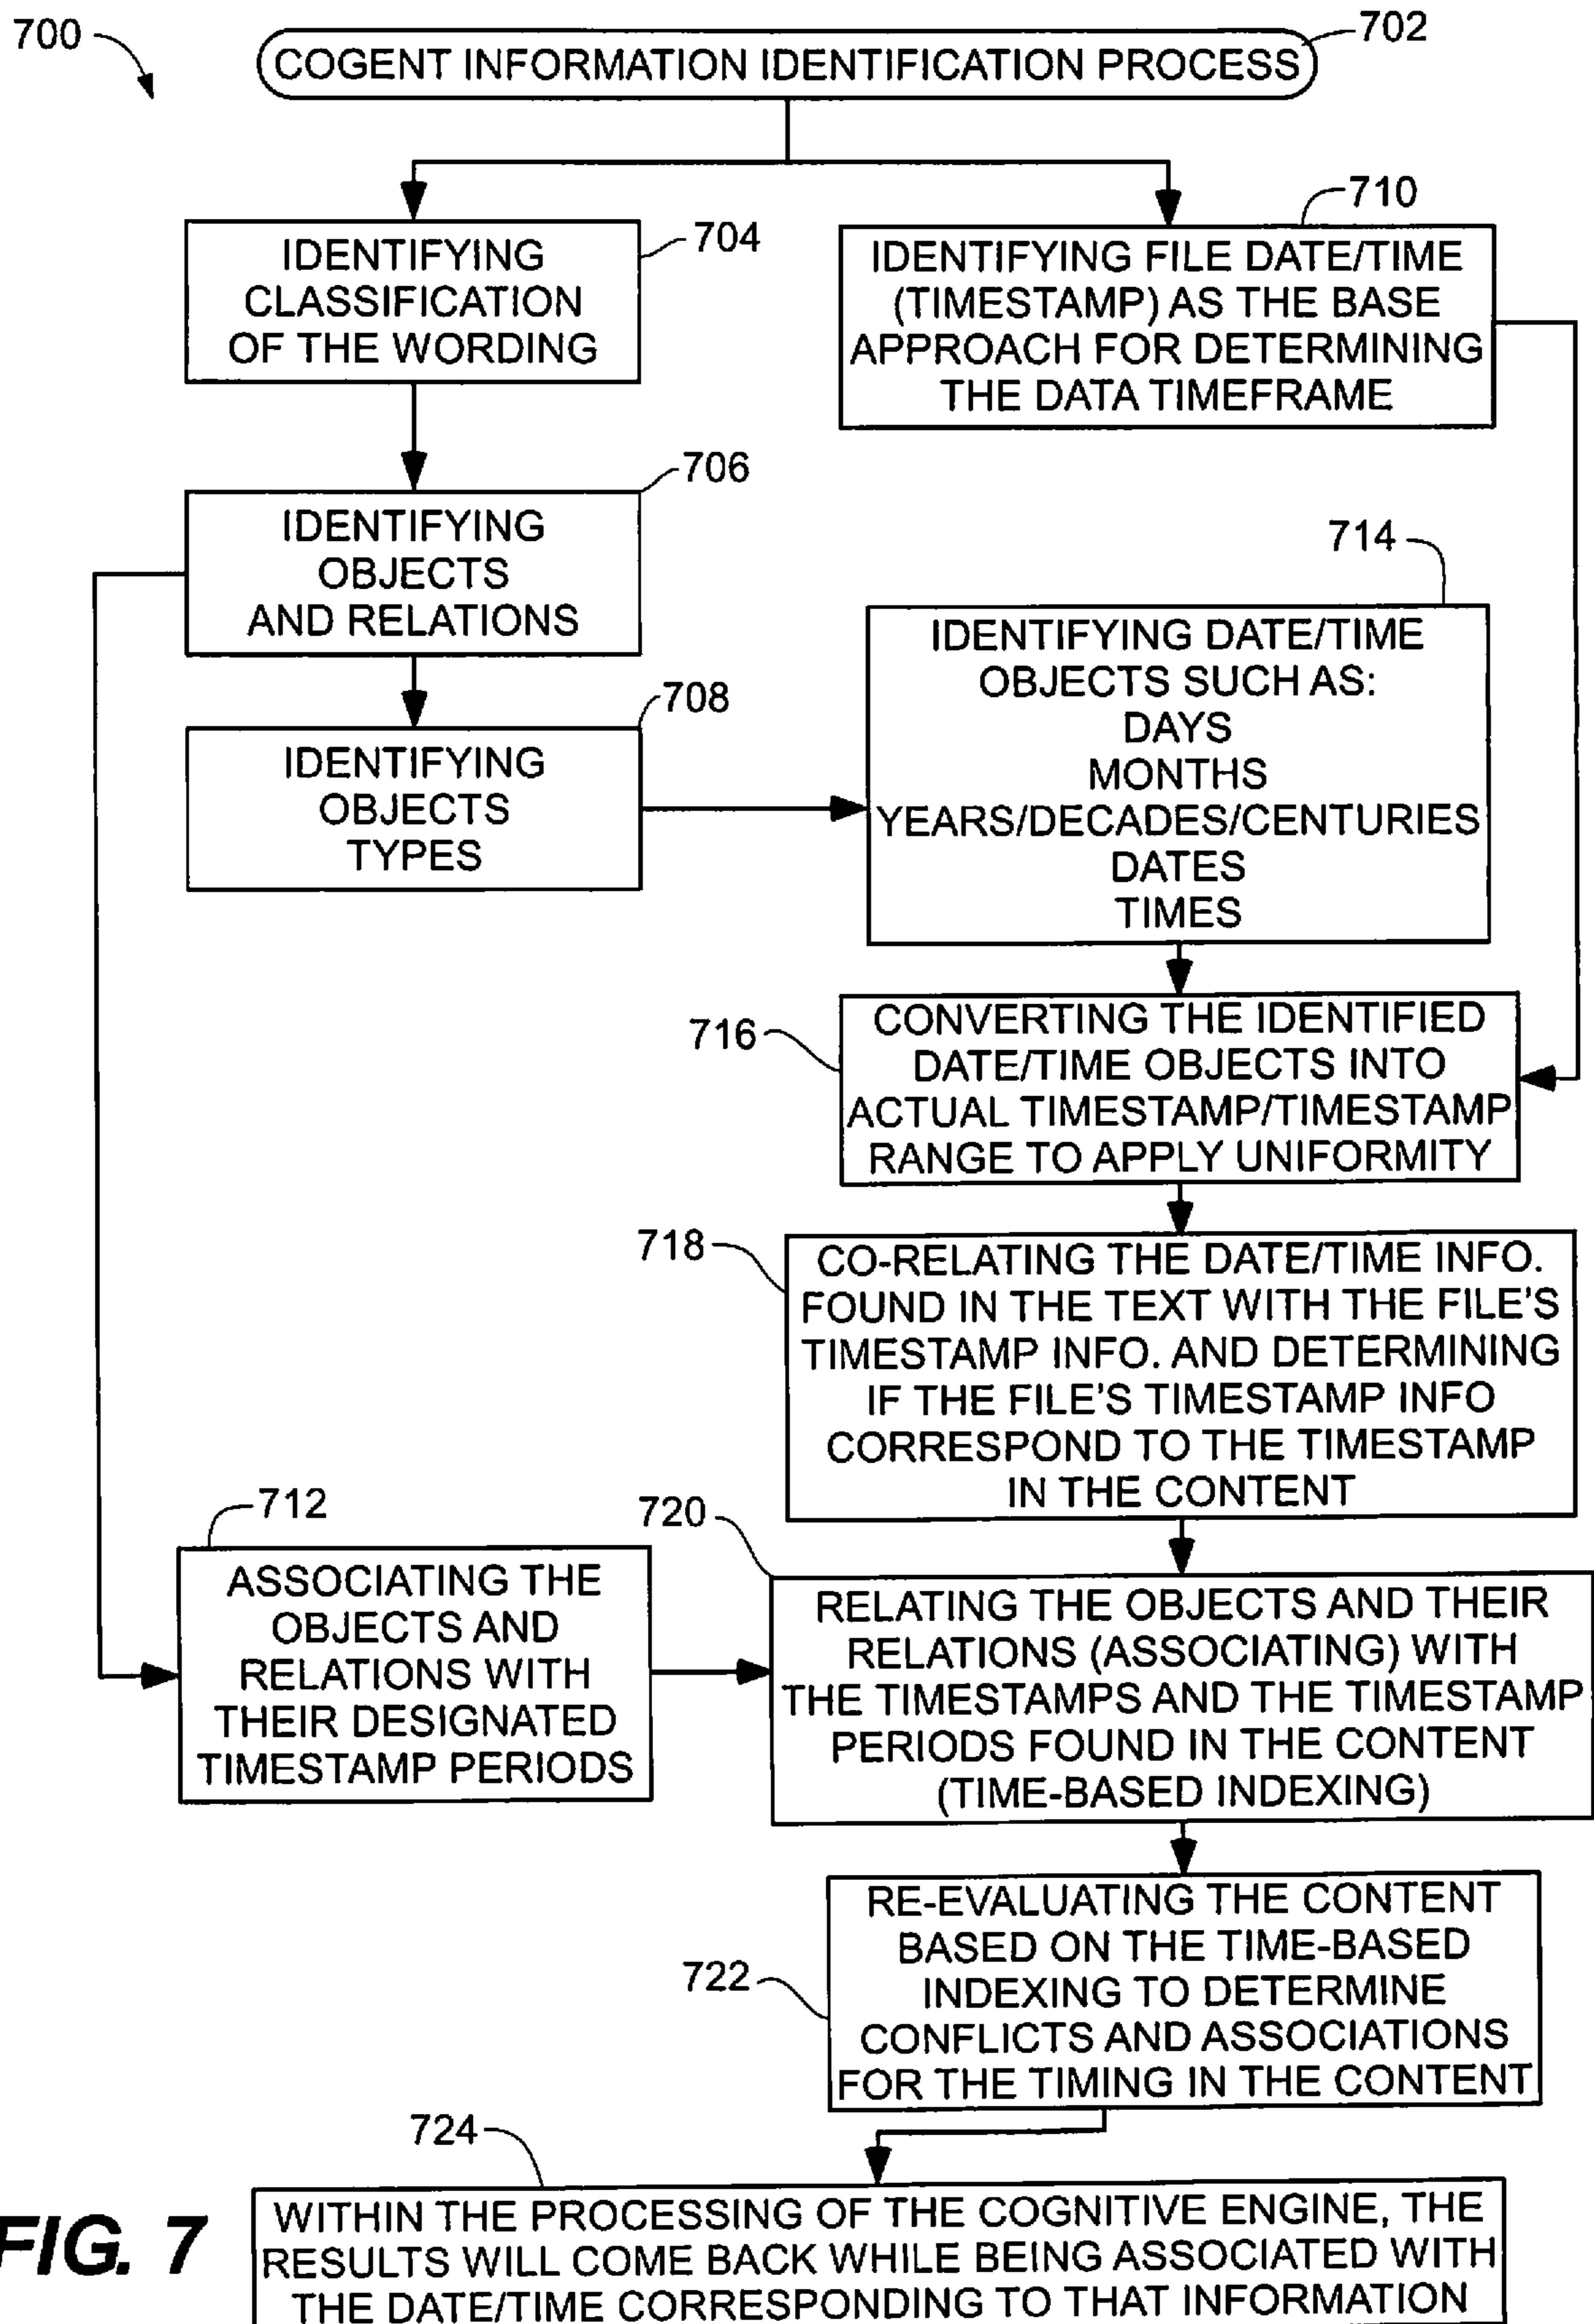 700
702
COGENT INFORMATION IDENTIFICATION PROCESS
704
IDENTIFYING
CLASSIFICATION
OF THE WORDING
710
IDENTIFYING FILE DATE/TIME
(TIMESTAMP) AS THE BASE
APPROACH FOR DETERMINING
THE DATA TIMEFRAME
706
IDENTIFYING
OBJECTS
AND RELATIONS
708
IDENTIFYING
OBJECTS
TYPES
714
IDENTIFYING DATE/TIME
OBJECTS SUCH AS:
DAYS
MONTHS
YEARS/DECADES/CENTURIES
DATES
TIMES
716
CONVERTING THE IDENTIFIED
DATE/TIME OBJECTS INTO
ACTUAL TIMESTAMP/TIMESTAMP
RANGE TO APPLY UNIFORMITY
718
CO-RELATING THE DATE/TIME INFO.
FOUND IN THE TEXT WITH THE FILE'S
TIMESTAMP INFO. AND DETERMINING
IF THE FILE'S TIMESTAMP INFO
CORRESPOND TO THE TIMESTAMP
IN THE CONTENT
712
ASSOCIATING THE
OBJECTS AND
RELATIONS WITH
THEIR DESIGNATED
TIMESTAMP PERIODS
720
RELATING THE OBJECTS AND THEIR
RELATIONS (ASSOCIATING) WITH
THE TIMESTAMPS AND THE TIMESTAMP
PERIODS FOUND IN THE CONTENT
(TIME-BASED INDEXING)
722
RE-EVALUATING THE CONTENT
BASED ON THE TIME-BASED
INDEXING TO DETERMINE
CONFLICTS AND ASSOCIATIONS
FOR THE TIMING IN THE CONTENT
724
WITHIN THE PROCESSING OF THE COGNITIVE ENGINE, THE
RESULTS WILL COME BACK WHILE BEING ASSOCIATED WITH
THE DATE/TIME CORRESPONDING TO THAT INFORMATION
FIG. 7